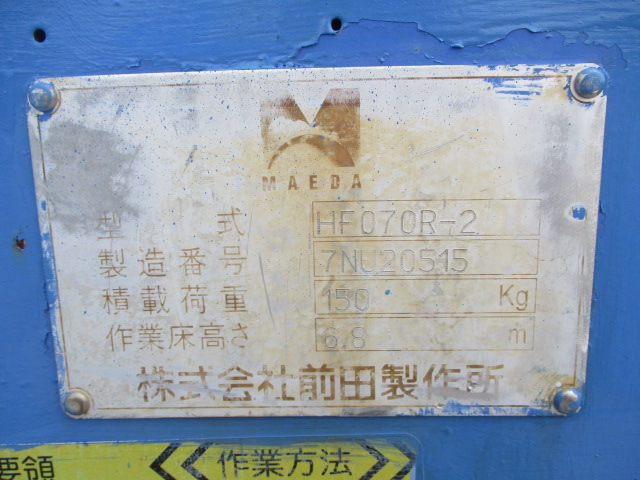 MAEDA
型式 HF070R-2
製造番号 7NU20515
積載荷重 150 Kg
作業床高さ 6.8 m
株式会社前田製作所
要領 作業方法